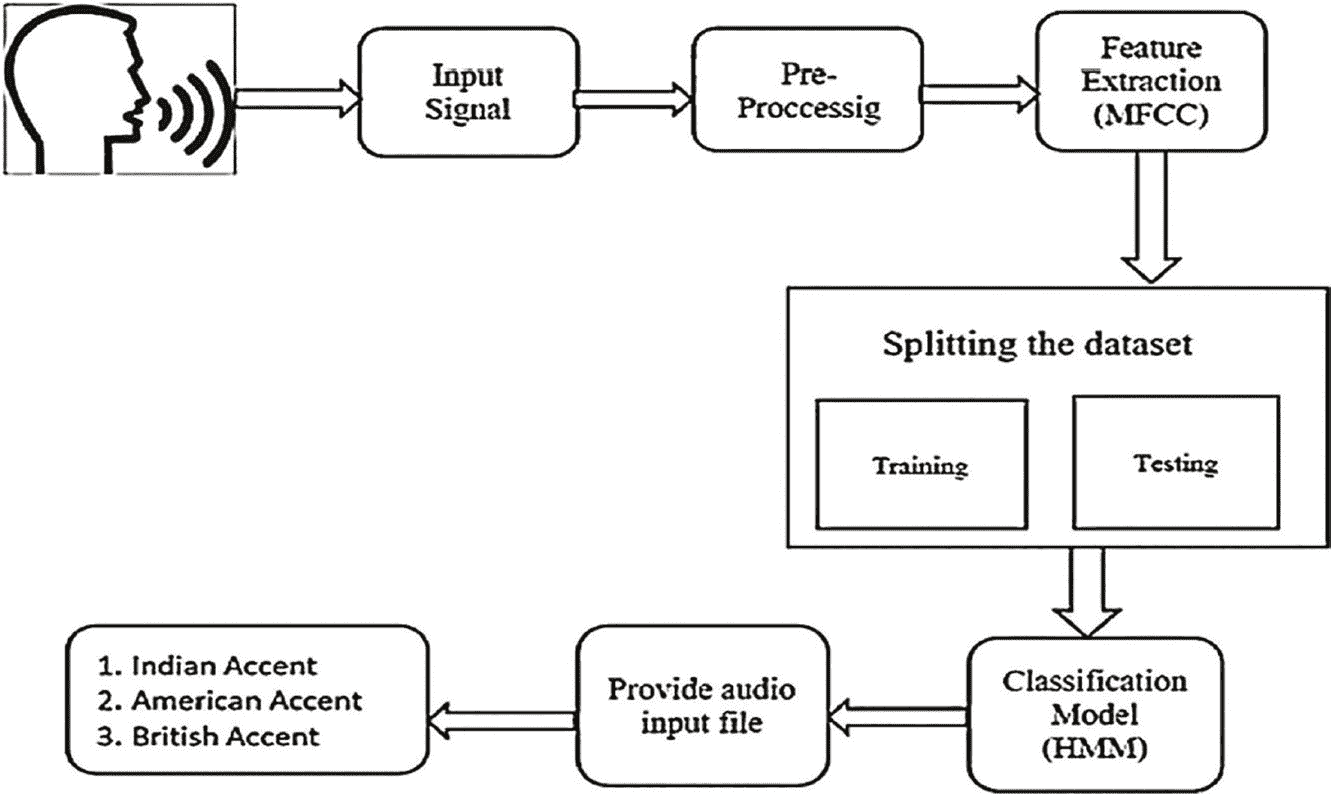 Input
Signal
Pre-
Proccessig
Feature
Extraction
(MFCC)
Splitting the dataset
Training
Testing
Classification
Model
(HMM)
Provide audio
input file
1. Indian Accent
2. American Accent
3. British Accent